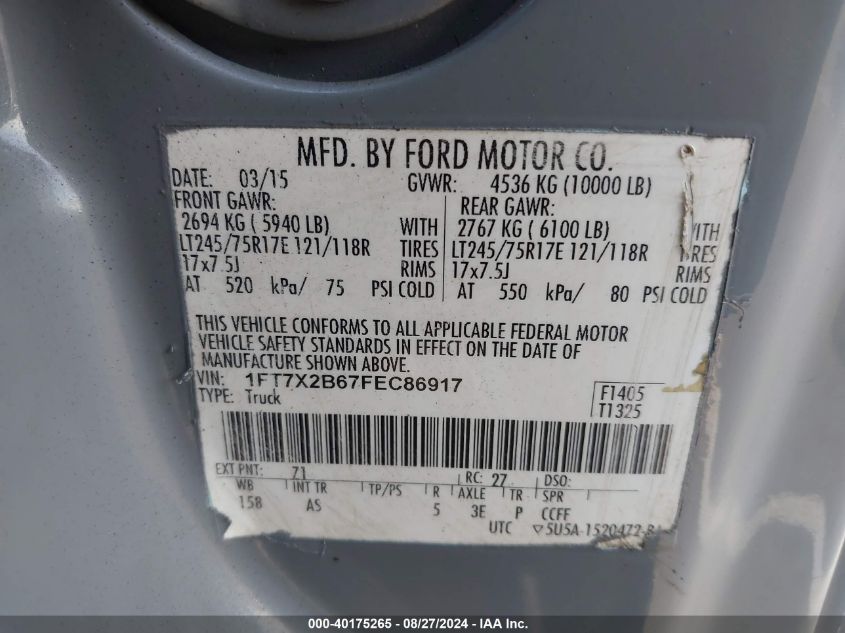 MFD. BY FORD MOTOR CO.
DATE: 03/15 GVWR: 4536 KG (10000 LB)
FRONT GAWR: REAR GAWR:
2694 KG ( 5940 LB) WITH 2767 KG ( 6100 LB) WITH
LT245/75R17E 121/118R TIRES LT245/75R17E 121/118R TIRES
17x7.5J RIMS 17x7.5J RIMS
AT 520 kPa/ 75 PSI COLD AT 550 kPa/ 80 PSI COLD
THIS VEHICLE CONFORMS TO ALL APPLICABLE FEDERAL MOTOR
VEHICLE SAFETY STANDARDS IN EFFECT ON THE DATE OF
MANUFACTURE SHOWN ABOVE.
VIN: 1FT7X2B67FEC86917
TYPE: Truck
F1405
T1325
EXT PNT: 71 RC: 27 DSO:
WB INT TR TP/PS R AXLE TR SPR
158 AS 5 3E P CCFF
UTC ▽5U5A-1520472-
000-40175265 - 08/27/2024 - IAA Inc.